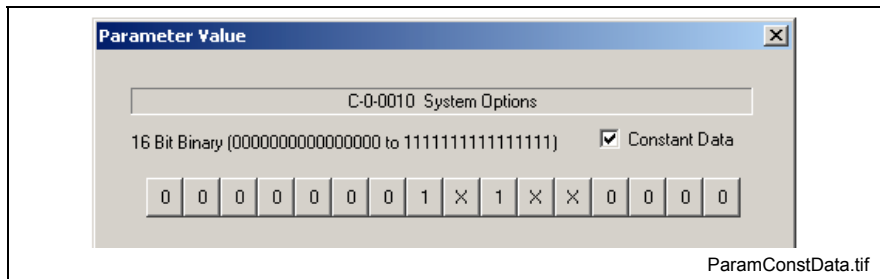 Parameter Value
C-0-0010 System Options
16 Bit Binary (0000000000000000 to 1111111111111111) Constant Data
0 0 0 0 0 0 0 1 X 1 X X 0 0 0 0
ParamConstData.tif